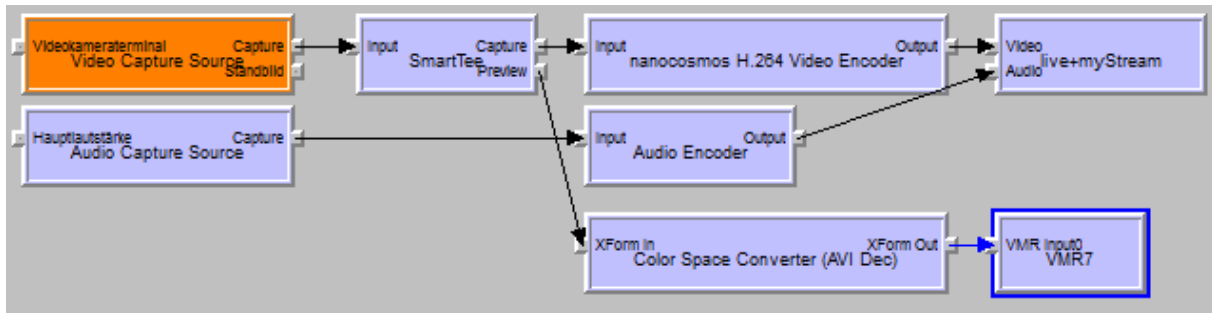 Videokameraterminal Capture
Video Capture Source
Standbild
Input Capture
SmartTee
Preview
Input Output
nanocosmos H.264 Video Encoder
Video
live+myStream
Audio
Hauptlautstärke Capture
Audio Capture Source
Input Output
Audio Encoder
XForm In XForm Out
Color Space Converter (AVI Dec)
VMR Input0
VMR7